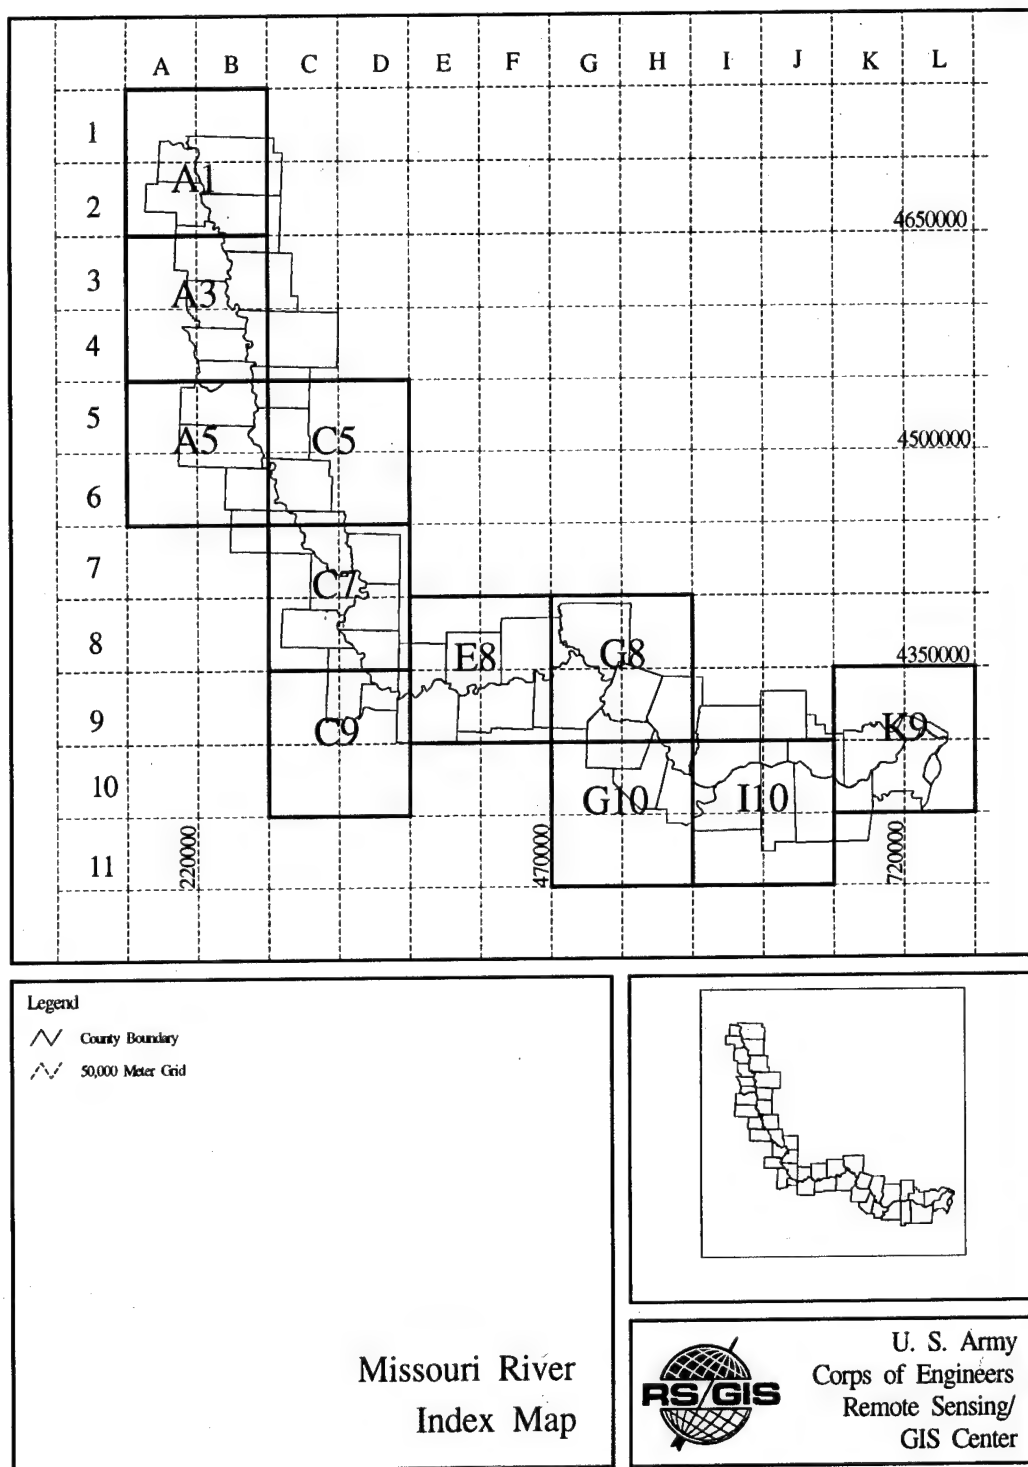 A B C D E F G H I J K L
1
A1
2
4650000
3
A3
4
5
A5 C5
4500000
6
7
C7
8
E8 G8
4350000
9
C9 K9
10
G10 I10
11
220000
470000
720000
Legend
County Boundary
50,000 Meter Grid
Missouri River
Index Map
RS/GIS
U. S. Army
Corps of Engineers
Remote Sensing/
GIS Center